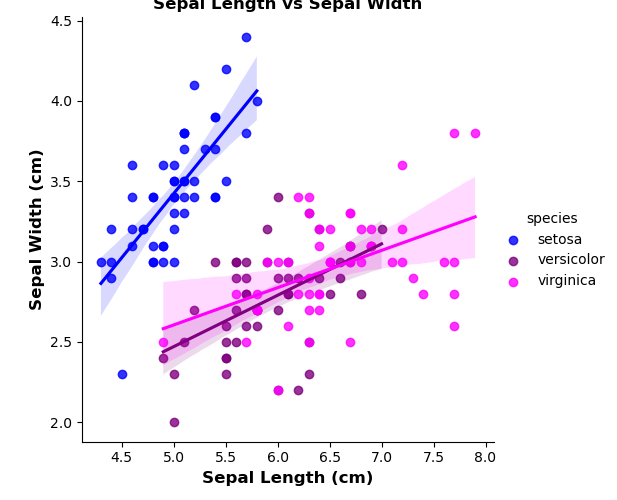 Sepal Length vs Sepal Width
4.5
4.0
3.5
3.0
2.5
2.0
Sepal Width (cm)
4.5 5.0 5.5 6.0 6.5 7.0 7.5 8.0
Sepal Length (cm)
species
setosa
versicolor
virginica